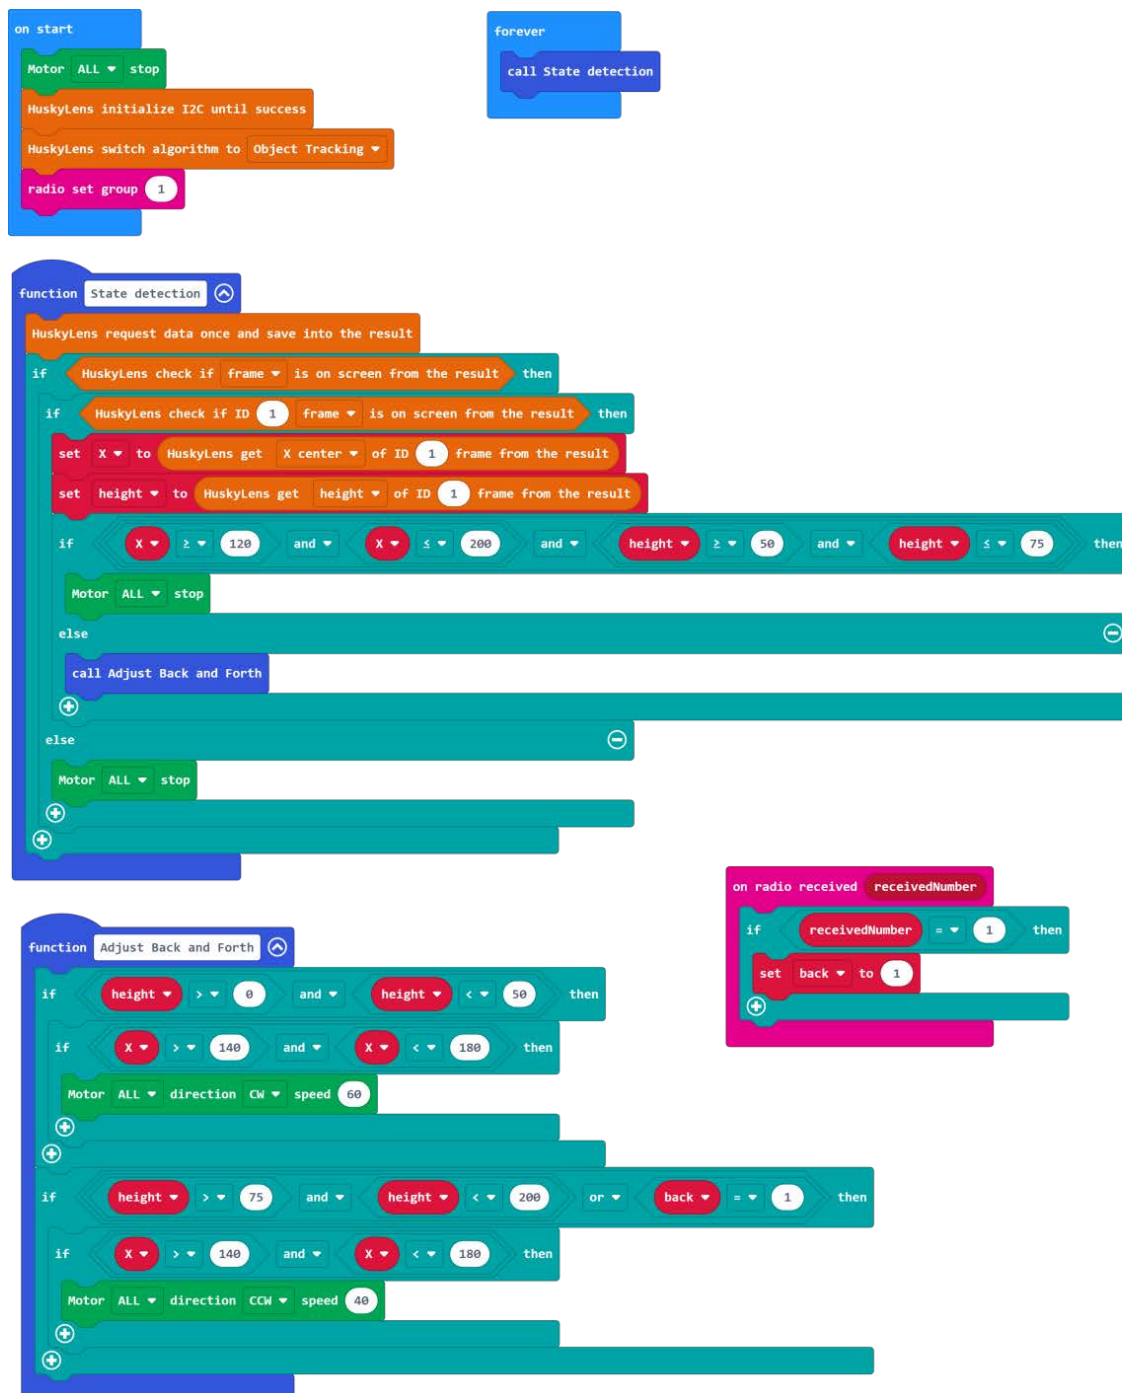 on start
Motor ALL stop
HuskyLens initialize I2C until success
HuskyLens switch algorithm to Object Tracking
radio set group 1
forever
call State detection
function State detection
HuskyLens request data once and save into the result
if HuskyLens check if frame is on screen from the result then
if HuskyLens check if ID 1 frame is on screen from the result then
set X to HuskyLens get X center of ID 1 frame from the result
set height to HuskyLens get height of ID 1 frame from the result
if X ≥ 120 and X ≤ 200 and height ≥ 50 and height ≤ 75 then
Motor ALL stop
else
call Adjust Back and Forth
else
Motor ALL stop
on radio received receivedNumber
if receivedNumber = 1 then
set back to 1
function Adjust Back and Forth
if height > 0 and height < 50 then
if X > 140 and X < 180 then
Motor ALL direction CW speed 60
if height > 75 and height < 200 or back = 1 then
if X > 140 and X < 180 then
Motor ALL direction CCW speed 40